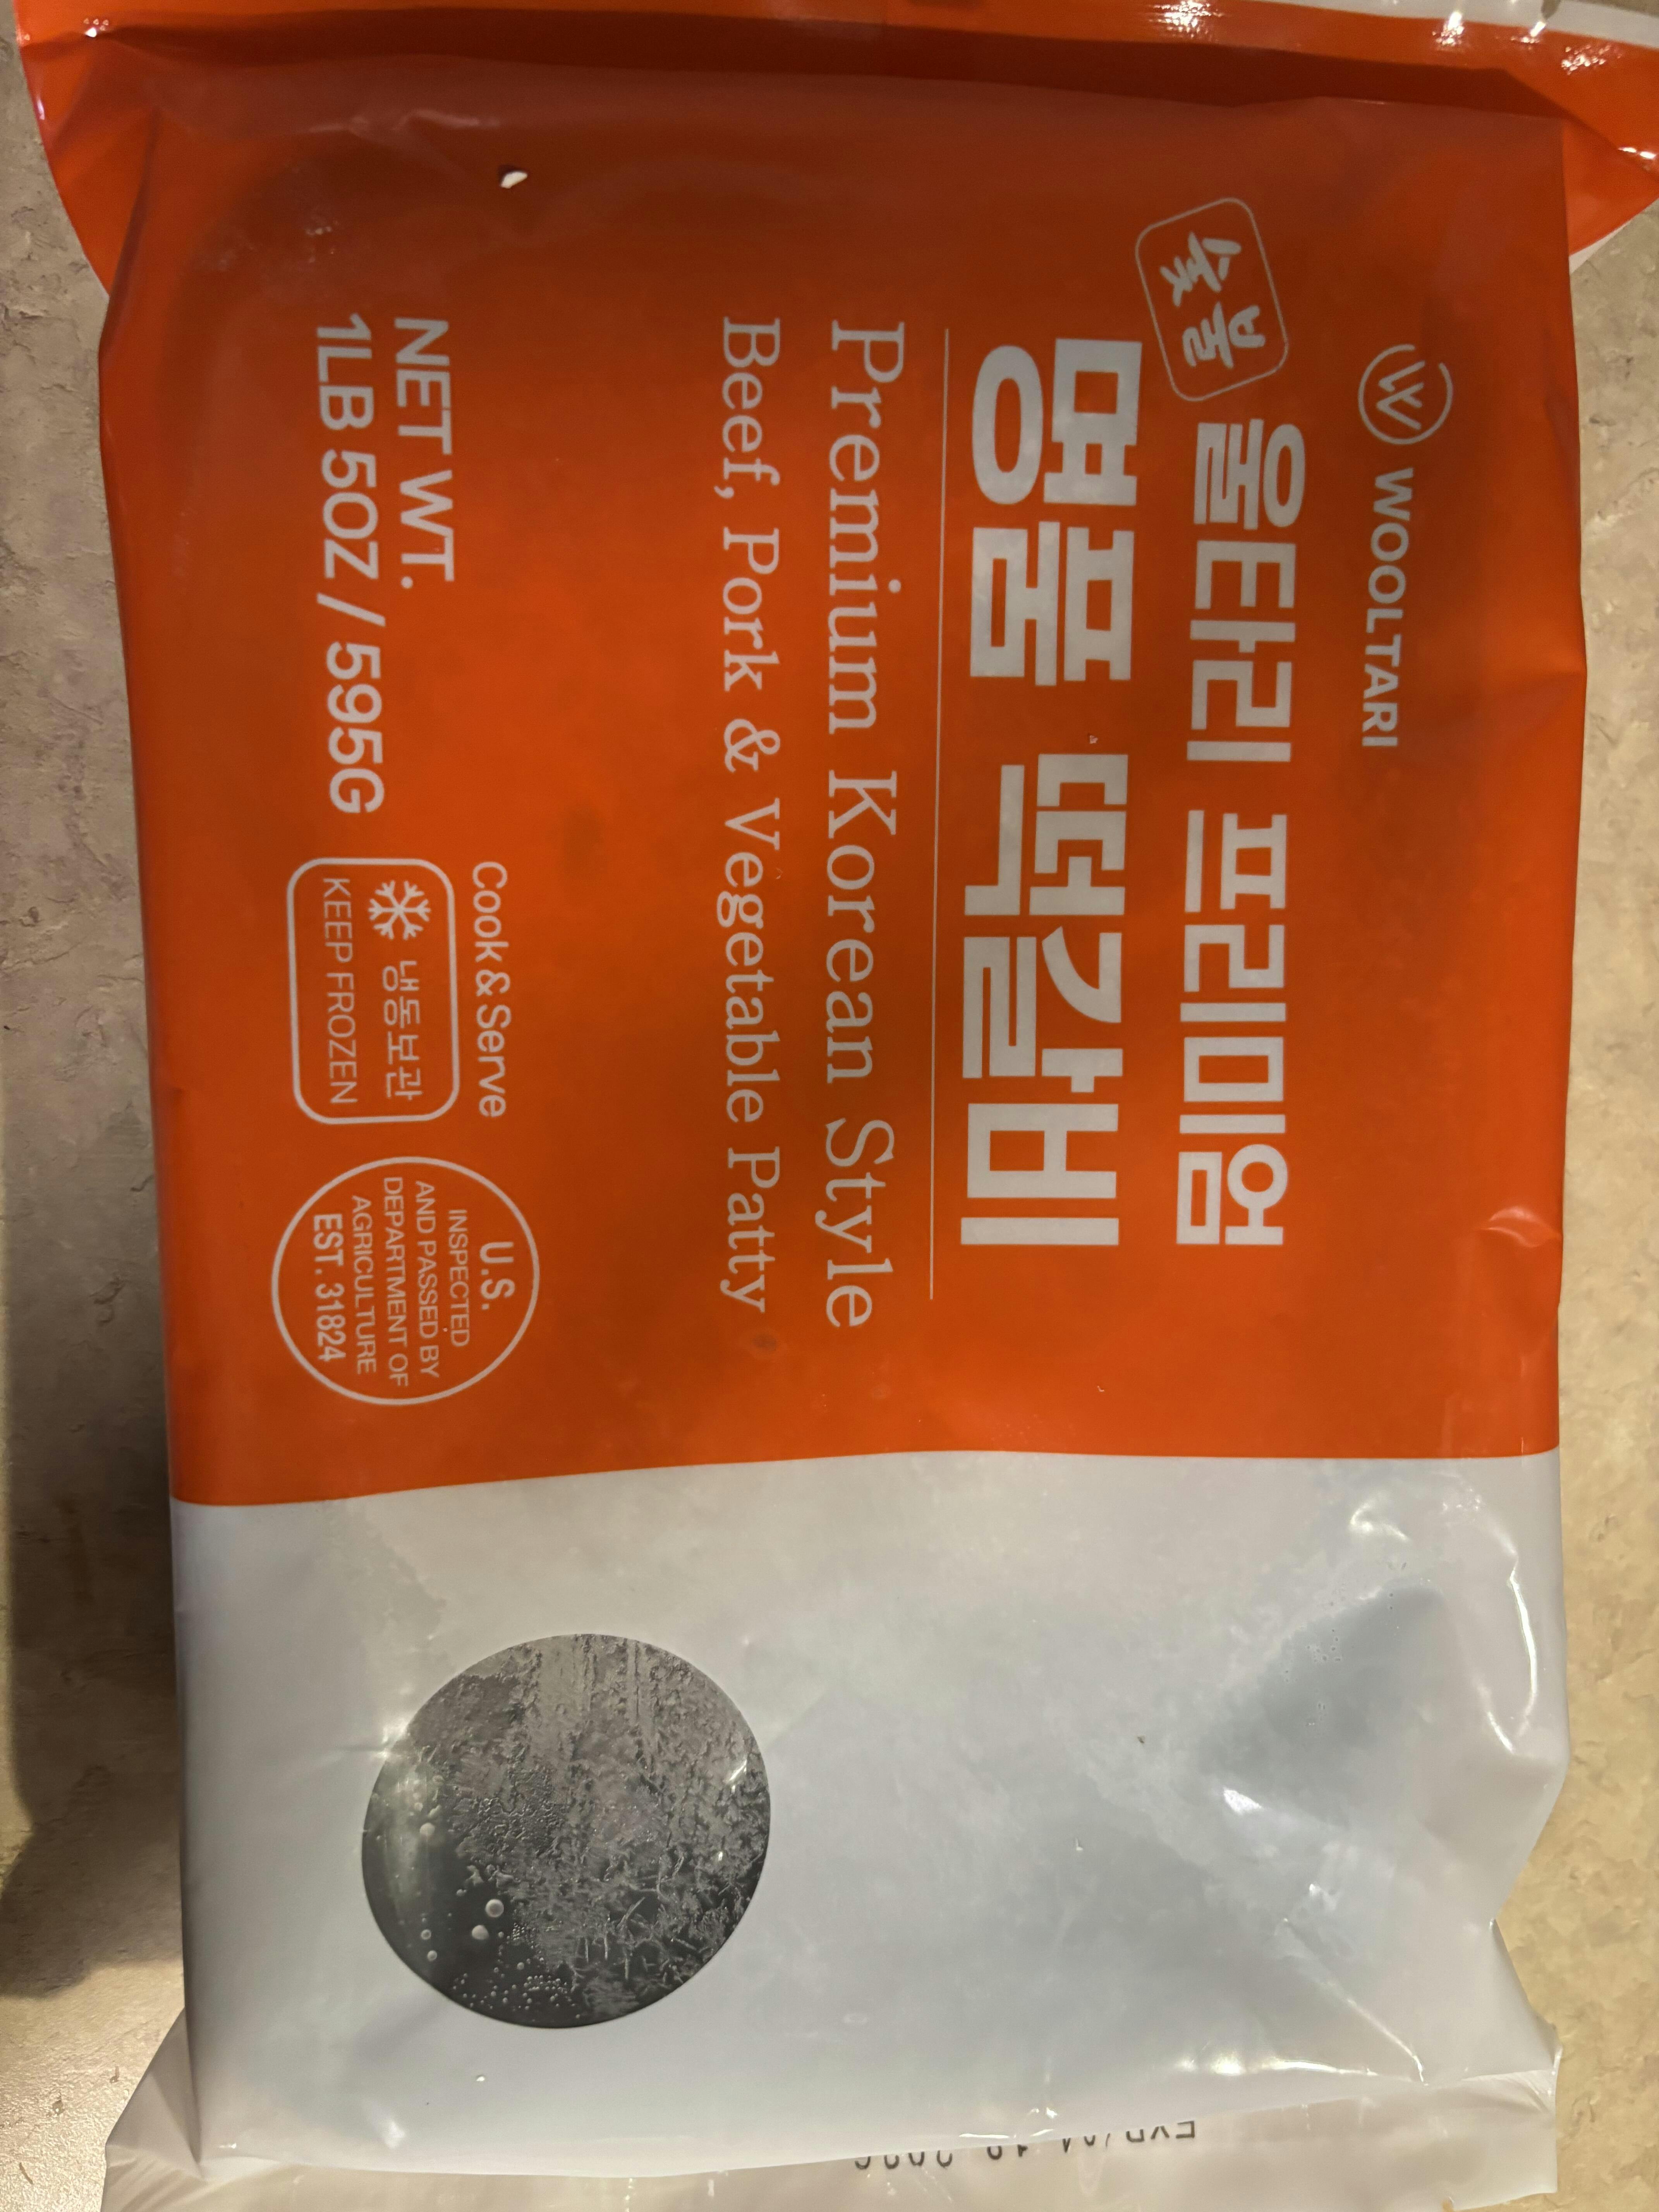 WOOLTARI
숯불
울타리 프리미엄
명품 떡갈비
Premium Korean Style
Beef, Pork & Vegetable Patty
NET WT.
1LB 5OZ / 595G
Cook&Serve
냉동보관
KEEP FROZEN
U.S.
INSPECTED
AND PASSED BY
DEPARTMENT OF
AGRICULTURE
EST. 31824